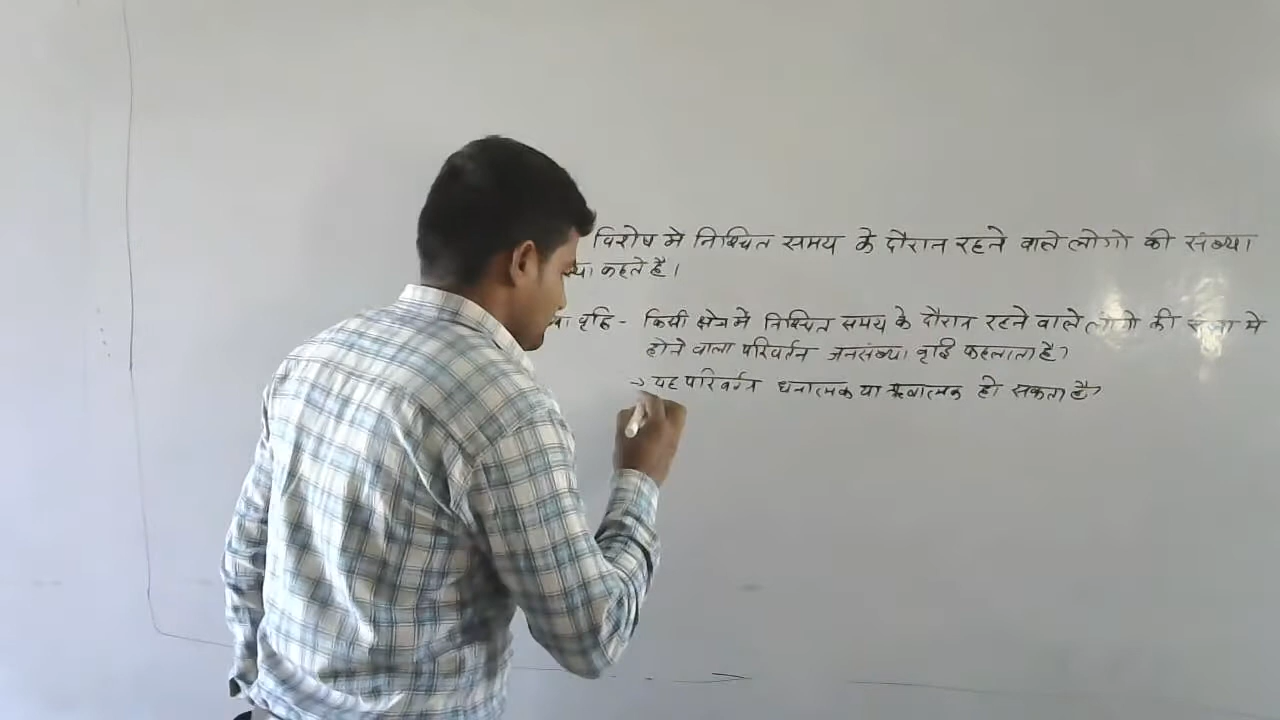 विशेष मे निश्चित समय के दौरान रहने वाले लोगो की संख्या
या कहते है।
वृद्धि - किसी क्षेत्र मे निश्चित समय के दौरान रहने वाले लोगो की संख्या मे
होने वाला परिवर्तन जनसंख्या वृद्धि कहलाता है।
→ यह परिवर्तन धनात्मक या ऋणात्मक हो सकता है।